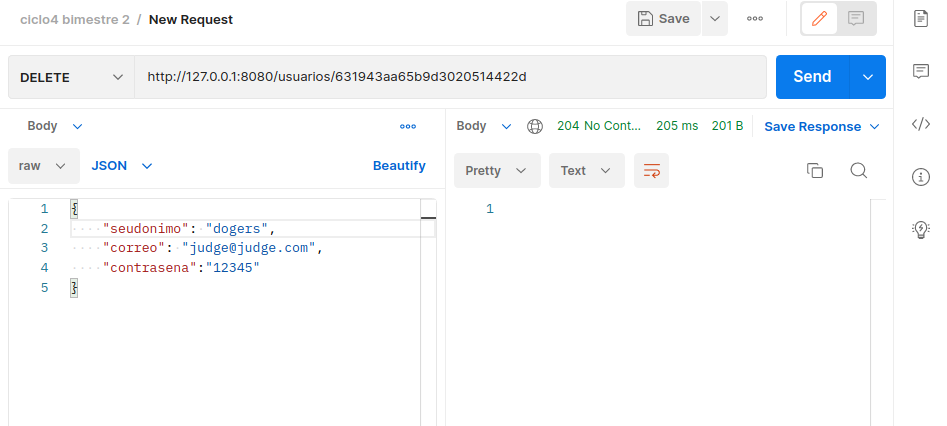 ciclo4 bimestre 2 / New Request
Save
DELETE
http://127.0.0.1:8080/usuarios/631943aa65b9d3020514422d
Send
Body
Body
204 No Cont...
205 ms
201 B
Save Response
raw
JSON
Beautify
Pretty
Text
1 {
2 "seudonimo": "dogers",
3 "correo": "judge@judge.com",
4 "contrasena":"12345"
5 }
1